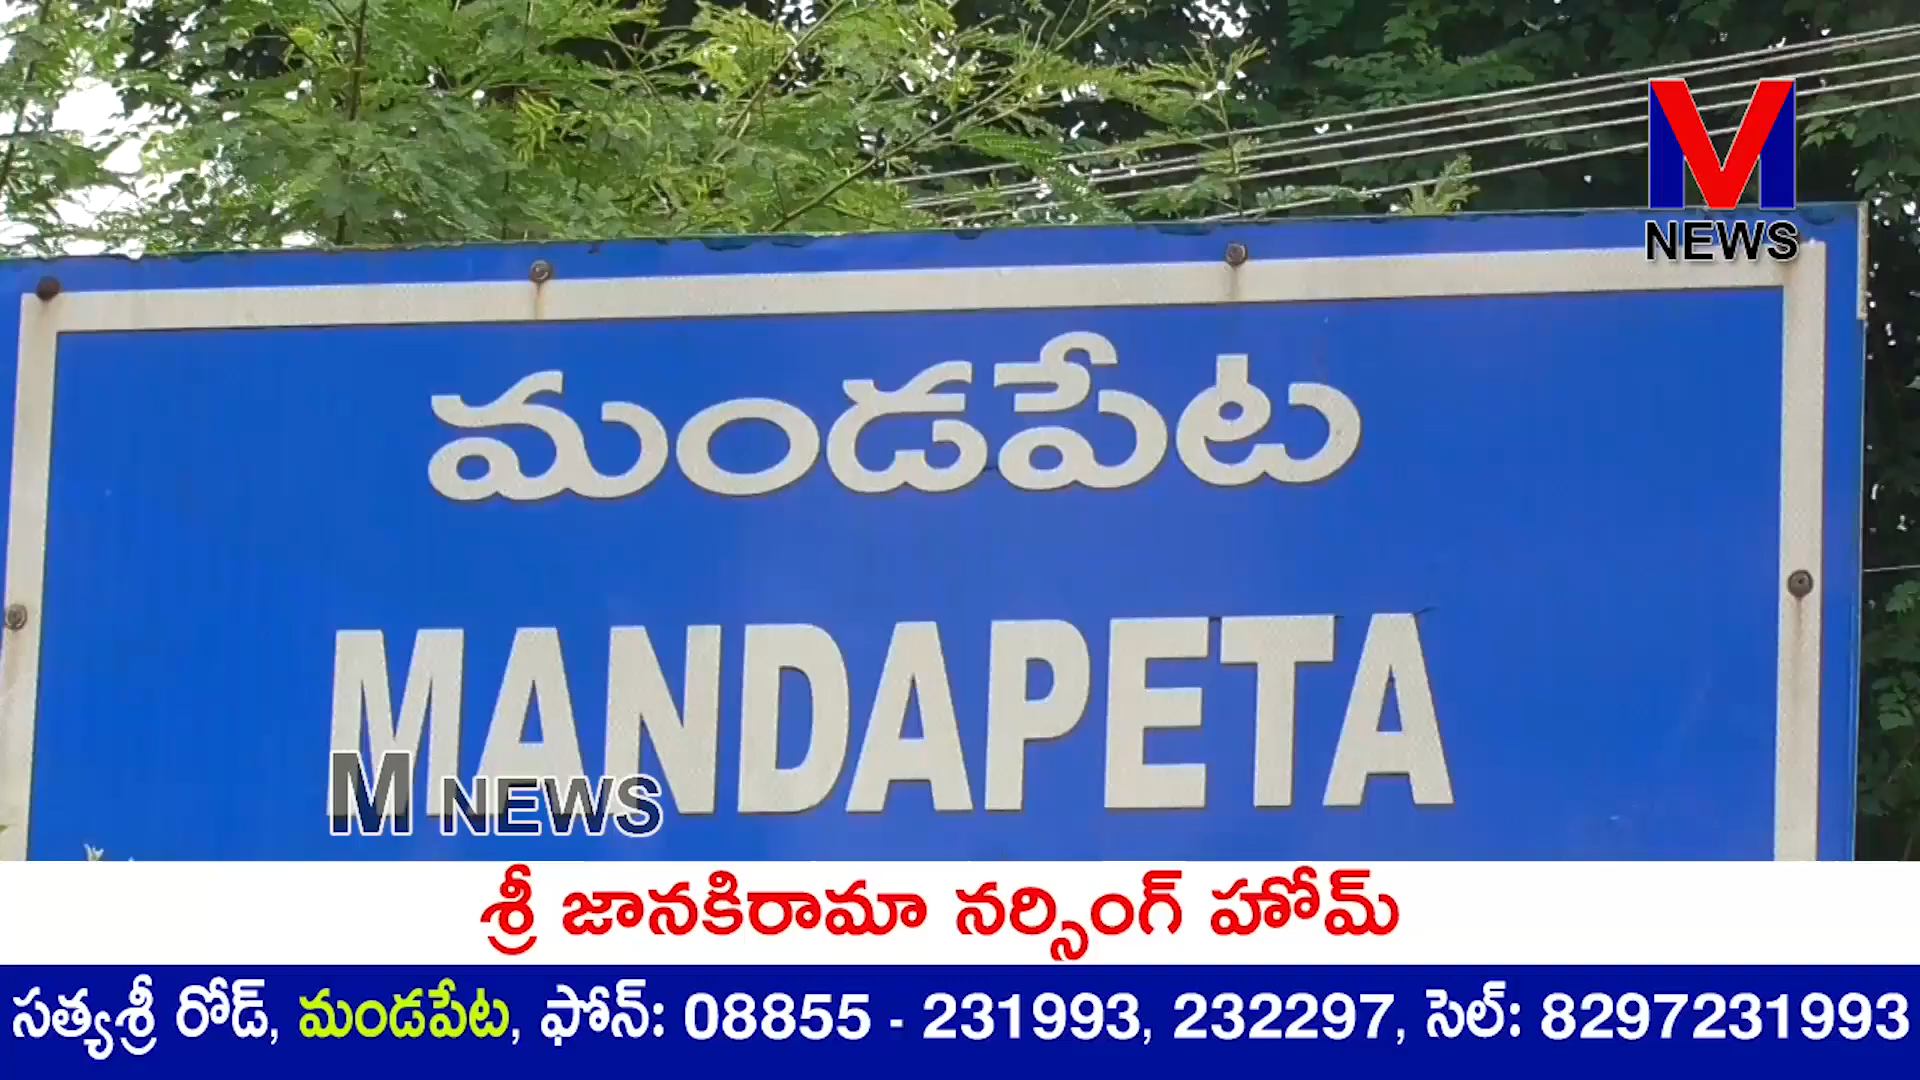 M
NEWS
మండపేట
MANDAPETA
M NEWS
శ్రీ జానకిరామా నర్సింగ్ హోమ్
సత్యశ్రీ రోడ్, మండపేట, ఫోన్: 08855 - 231993, 232297, సెల్: 8297231993